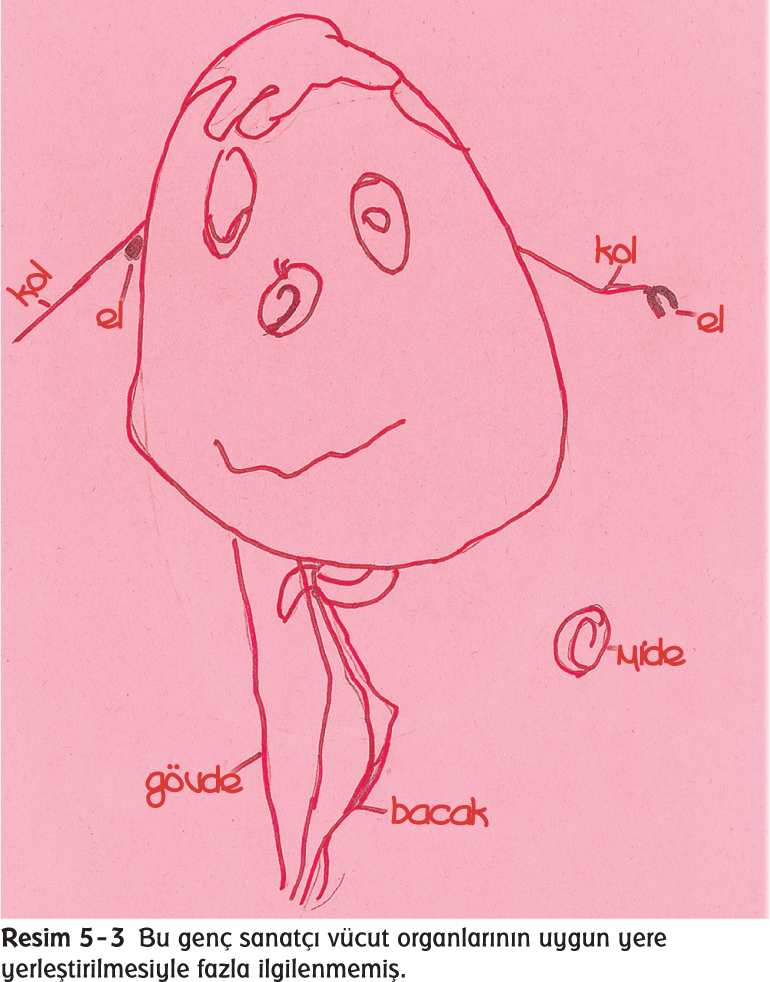 kol
kol
el
el
mide
gövde
bacak
Resim 5-3 Bu genç sanatçı vücut organlarının uygun yere
yerleştirilmesiyle fazla ilgilenmemiş.